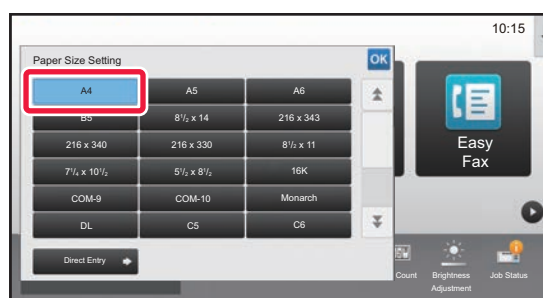 10:15
Paper Size Setting
OK
A4 A5 A6
B5 8¹/₂ x 14 216 x 343
216 x 340 216 x 330 8¹/₂ x 11
7¹/₄ x 10¹/₂ 5¹/₂ x 8¹/₂ 16K
COM-9 COM-10 Monarch
DL C5 C6
Direct Entry
Easy
Fax
Count
Brightness
Adjustment
Job Status